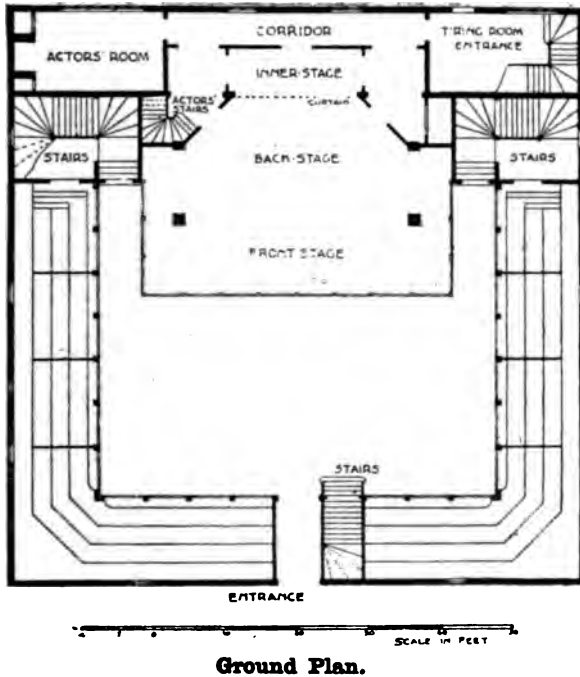 CORRIDOR
ACTORS' ROOM
TIRING ROOM
ENTRANCE
INNER-STAGE
ACTORS'
STAIRS
CURTAIN
STAIRS
BACK-STAGE
STAIRS
FRONT STAGE
STAIRS
ENTRANCE
SCALE IN FEET
Ground Plan.